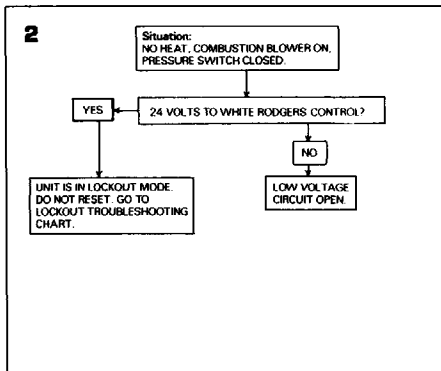 2
Situation:
NO HEAT, COMBUSTION BLOWER ON,
PRESSURE SWITCH CLOSED.
YES
24 VOLTS TO WHITE RODGERS CONTROL?
NO
UNIT IS IN LOCKOUT MODE.
DO NOT RESET. GO TO
LOCKOUT TROUBLESHOOTING
CHART.
LOW VOLTAGE
CIRCUIT OPEN.